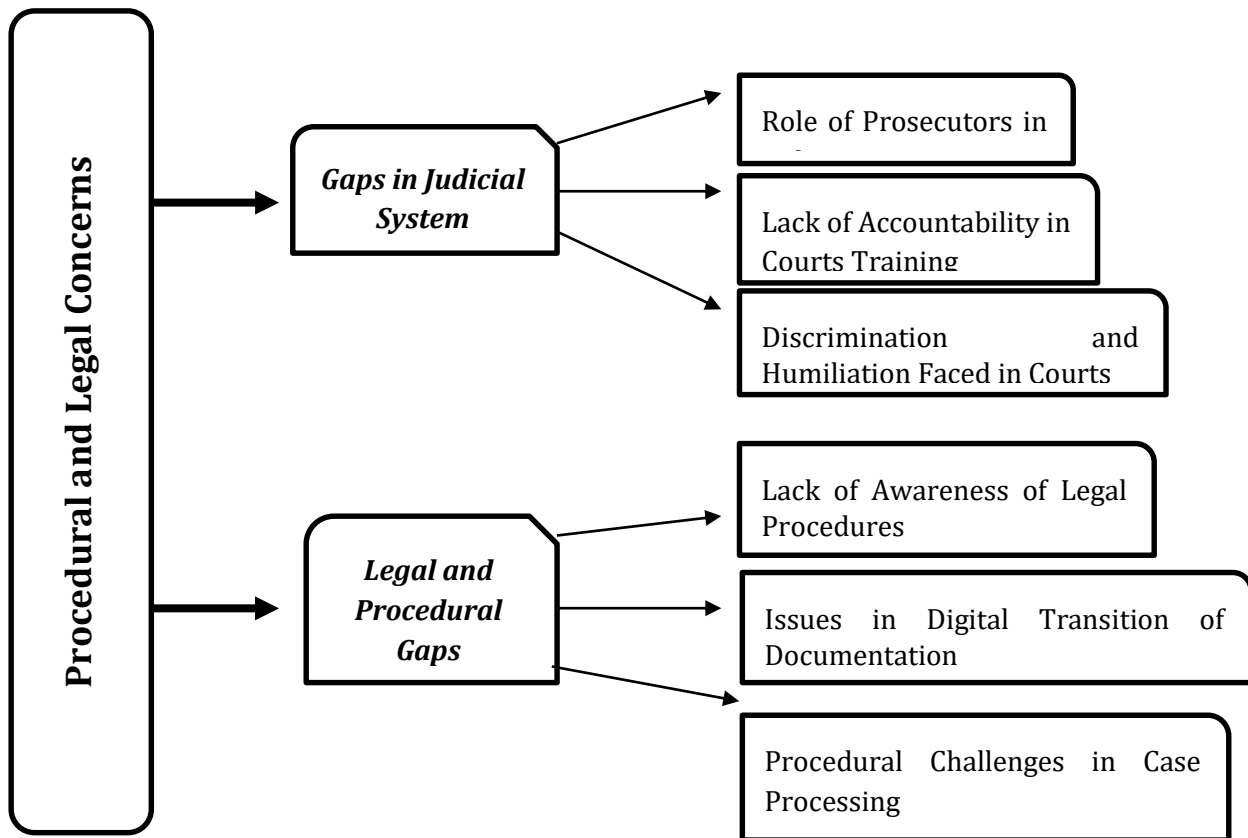 Procedural and Legal Concerns
Gaps in Judicial
System
Role of Prosecutors in
Lack of Accountability in
Courts Training
Discrimination and
Humiliation Faced in Courts
Legal and
Procedural
Gaps
Lack of Awareness of Legal
Procedures
Issues in Digital Transition of
Documentation
Procedural Challenges in Case
Processing